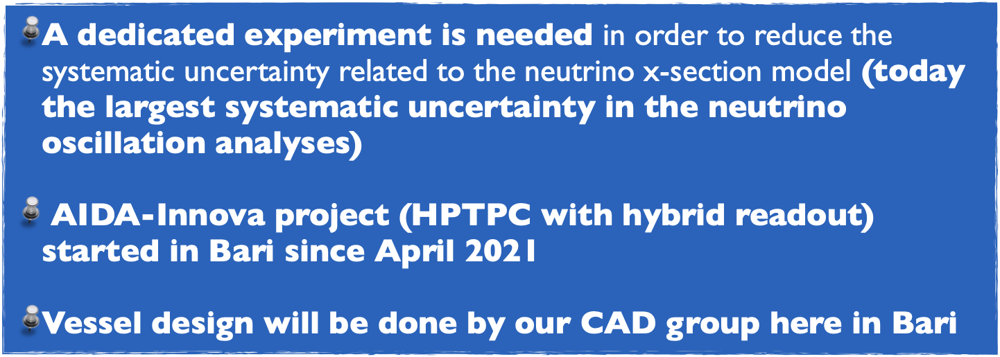 A dedicated experiment is needed in order to reduce the
systematic uncertainty related to the neutrino x-section model (today
the largest systematic uncertainty in the neutrino
oscillation analyses)
AIDA-Innova project (HPTPC with hybrid readout)
started in Bari since April 2021
Vessel design will be done by our CAD group here in Bari